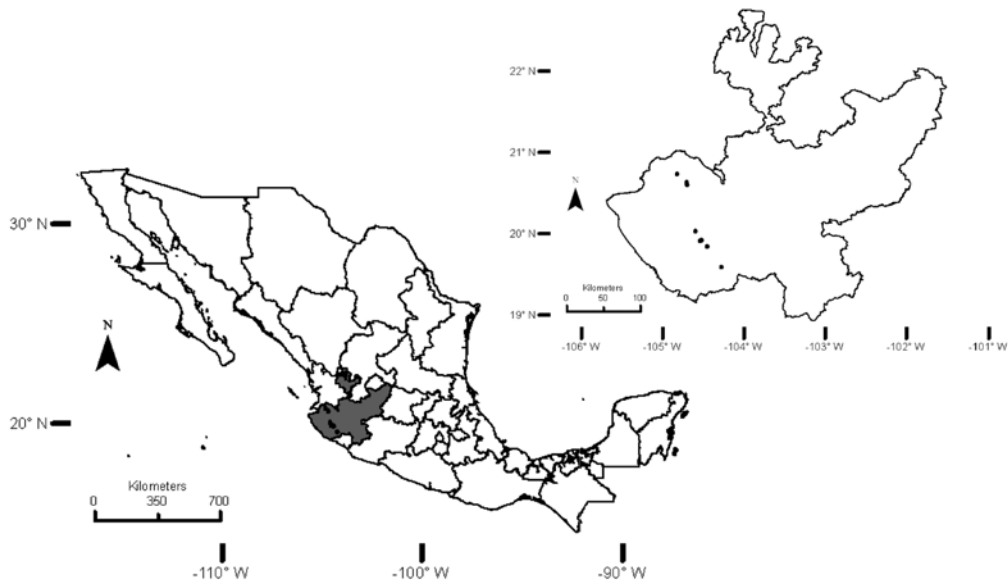 22° N
21° N
N
20° N
Kilometers
0 50 100
19° N
-106° W -105° W -104° W -103° W -102° W -101° W
30° N
N
20° N
Kilometers
0 350 700
-110° W -100° W -90° W